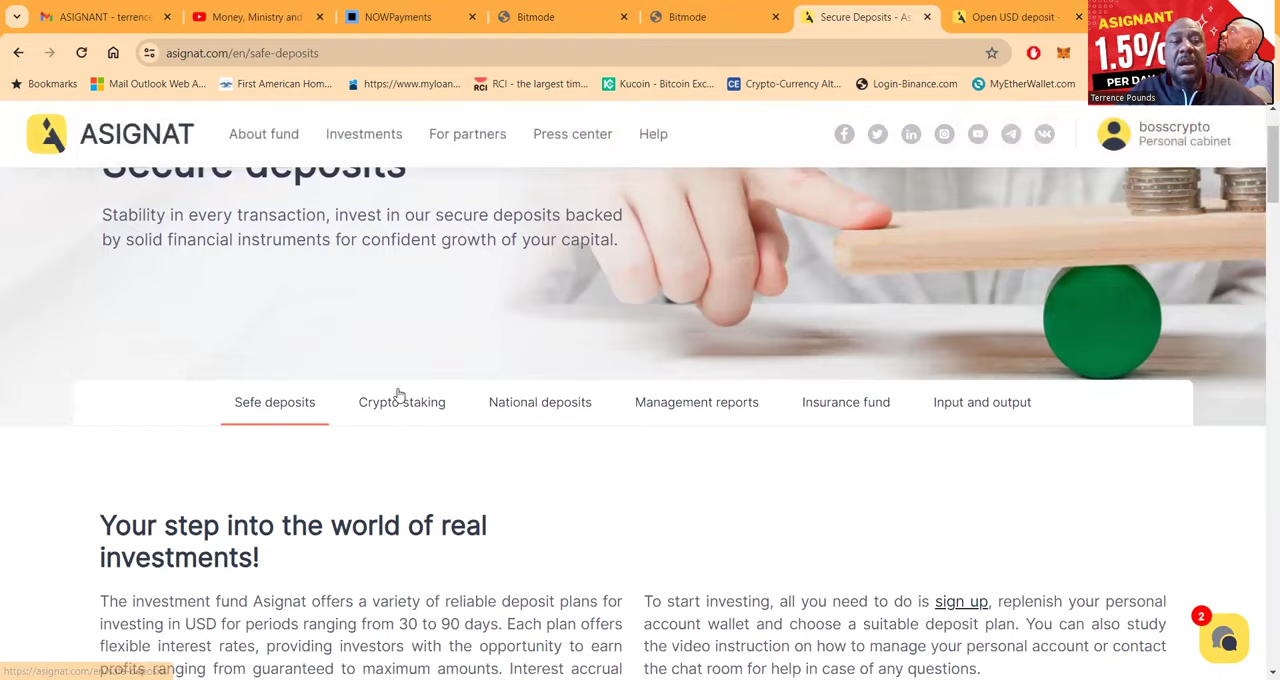 ASIGNANT - terrence
Money, Ministry and
NOWPayments
Bitmode
Bitmode
Secure Deposits - As
Open USD deposit -
asignat.com/en/safe-deposits
Bookmarks
Mail Outlook Web A...
First American Hom...
https://www.myloan...
RCI - the largest tim...
Kucoin - Bitcoin Exc...
Crypto-Currency Alt...
Login-Binance.com
MyEtherWallet.com
ASIGNANT
1.5%
PER DAY
Terrence Pounds
ASIGNAT
About fund
Investments
For partners
Press center
Help
bosscrypto
Personal cabinet
Secure deposits
Stability in every transaction, invest in our secure deposits backed
by solid financial instruments for confident growth of your capital.
Sefe deposits
Crypto staking
National deposits
Management reports
Insurance fund
Input and output
Your step into the world of real
investments!
The investment fund Asignat offers a variety of reliable deposit plans for
investing in USD for periods ranging from 30 to 90 days. Each plan offers
flexible interest rates, providing investors with the opportunity to earn
profits ranging from guaranteed to maximum amounts. Interest accrual
To start investing, all you need to do is sign up, replenish your personal
account wallet and choose a suitable deposit plan. You can also study
the video instruction on how to manage your personal account or contact
the chat room for help in case of any questions.
2
https://asignat.com/en/safe-deposits